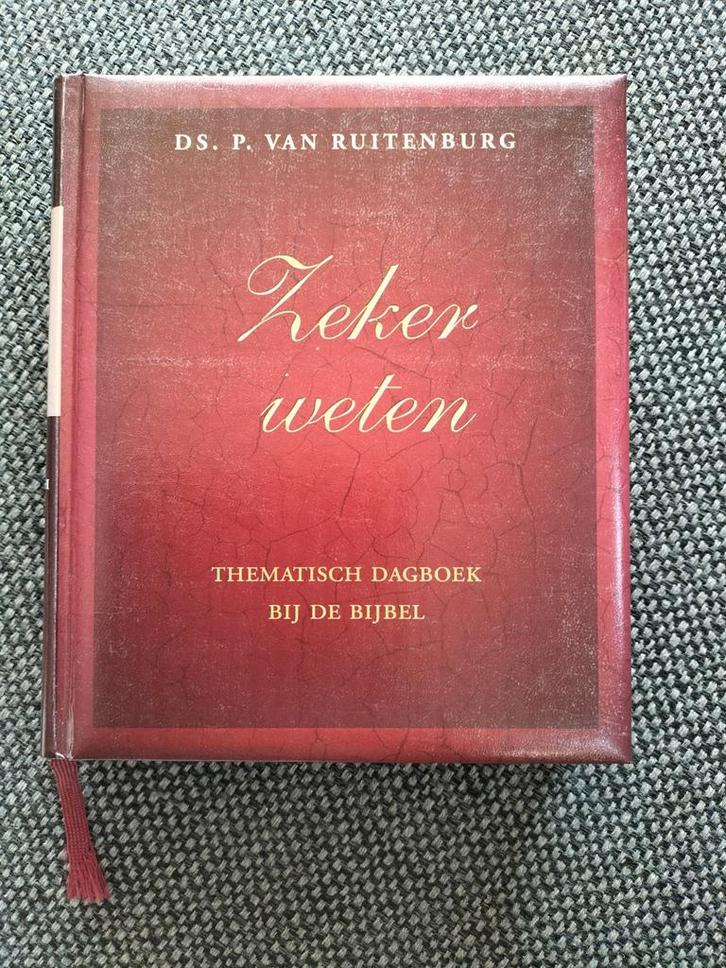 DS. P. VAN RUITENBURG
Zeker
weten
THEMATISCH DAGBOEK
BIJ DE BIJBEL